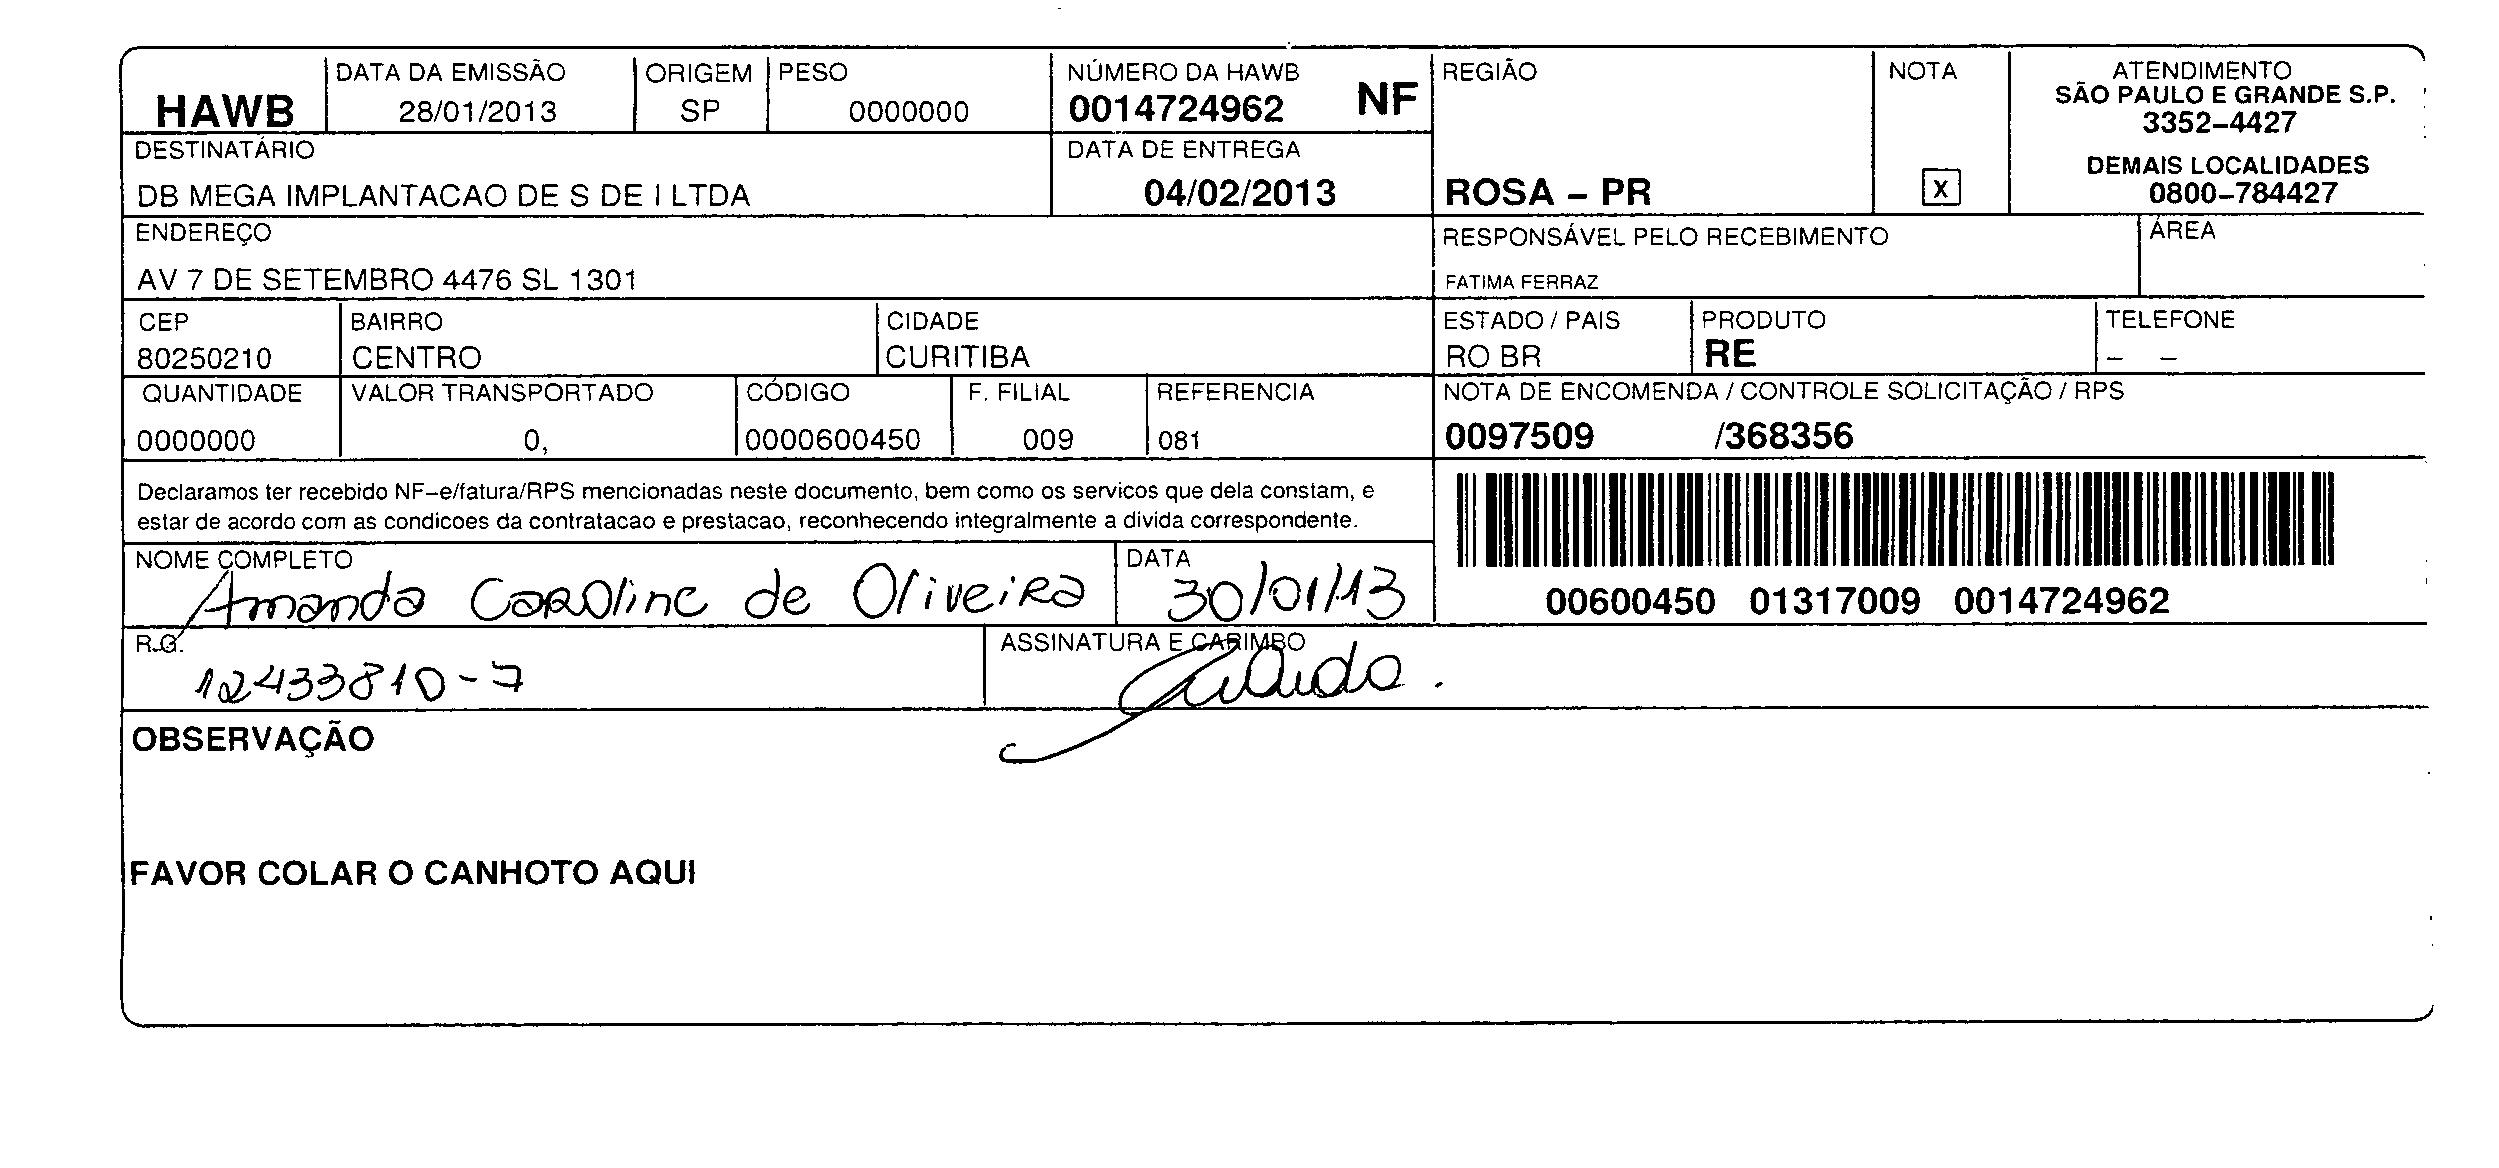 HAWB
DATA DA EMISSÃO
28/01/2013
ORIGEM
SP
PESO
0000000
NÚMERO DA HAWB
0014724962 NF
REGIÃO
ROSA – PR
NOTA
X
ATENDIMENTO
SÃO PAULO E GRANDE S.P.
3352–4427
DEMAIS LOCALIDADES
0800–784427
DESTINATÁRIO
DB MEGA IMPLANTACAO DE S DE I LTDA
DATA DE ENTREGA
04/02/2013
ENDEREÇO
AV 7 DE SETEMBRO 4476 SL 1301
RESPONSÁVEL PELO RECEBIMENTO
FATIMA FERRAZ
ÁREA
CEP
80250210
BAIRRO
CENTRO
CIDADE
CURITIBA
ESTADO / PAIS
RO BR
PRODUTO
RE
TELEFONE
– –
QUANTIDADE
0000000
VALOR TRANSPORTADO
0,
CÓDIGO
0000600450
F. FILIAL
009
REFERENCIA
081
NOTA DE ENCOMENDA / CONTROLE SOLICITAÇÃO / RPS
0097509 /368356
Declaramos ter recebido NF–e/fatura/RPS mencionadas neste documento, bem como os servicos que dela constam, e
estar de acordo com as condicoes da contratacao e prestacao, reconhecendo integralmente a divida correspondente.
00600450 01317009 0014724962
NOME COMPLETO
Amanda Caroline de Oliveira
DATA
30/01/13
R.G.
12433810-7
ASSINATURA E CARIMBO
OBSERVAÇÃO
FAVOR COLAR O CANHOTO AQUI